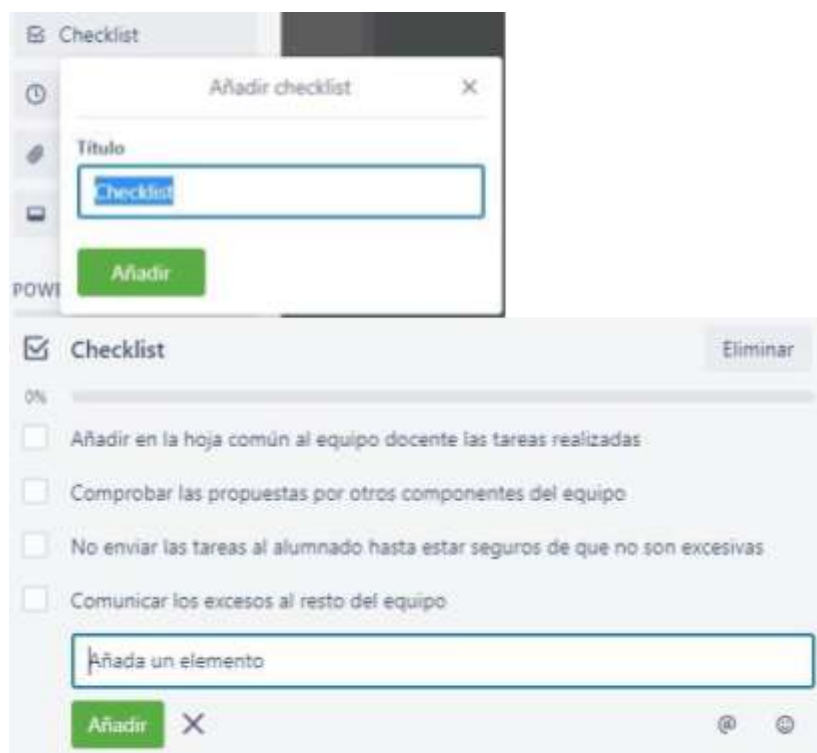 Checklist
Añadir checklist
Título
Checklist
Añadir
POWE
Checklist
Eliminar
0%
Añadir en la hoja común al equipo docente las tareas realizadas
Comprobar las propuestas por otros componentes del equipo
No enviar las tareas al alumnado hasta estar seguros de que no son excesivas
Comunicar los excesos al resto del equipo
Añada un elemento
Añadir
@